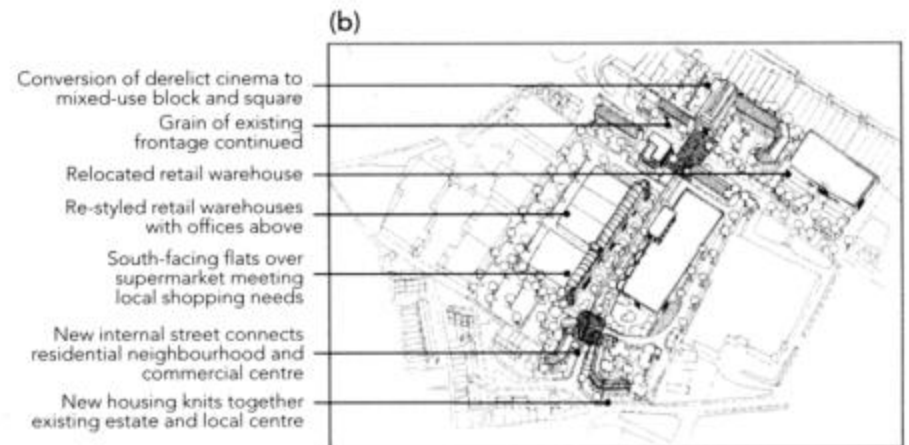 (b)
Conversion of derelict cinema to
mixed-use block and square
Grain of existing
frontage continued
Relocated retail warehouse
Re-styled retail warehouses
with offices above
South-facing flats over
supermarket meeting
local shopping needs
New internal street connects
residential neighbourhood and
commercial centre
New housing knits together
existing estate and local centre